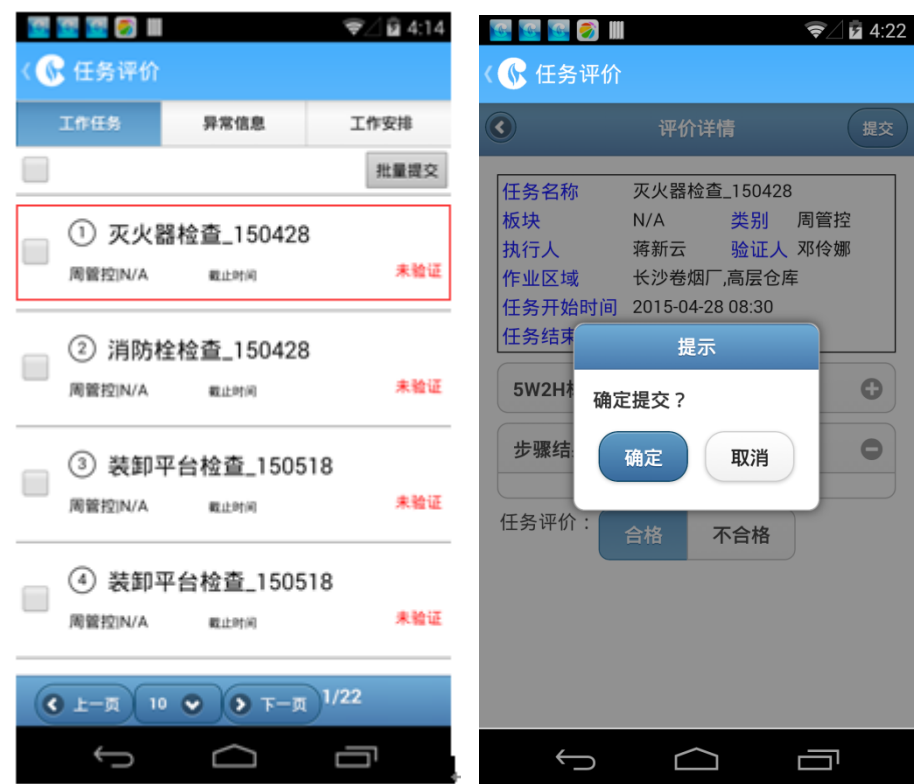 4:14
任务评价
工作任务 异常信息 工作安排
批量提交
① 灭火器检查_150428
周管控|N/A 截止时间 未验证
② 消防栓检查_150428
周管控|N/A 截止时间 未验证
③ 装卸平台检查_150518
周管控|N/A 截止时间 未验证
④ 装卸平台检查_150518
周管控|N/A 截止时间 未验证
上一页 10 下一页 1/22
4:22
任务评价
评价详情 提交
任务名称 灭火器检查_150428
板块 N/A 类别 周管控
执行人 蒋新云 验证人 邓伶娜
作业区域 长沙卷烟厂,高层仓库
任务开始时间 2015-04-28 08:30
任务结束
提示
5W2H
确定提交？
步骤结
确定 取消
任务评价： 合格 不合格